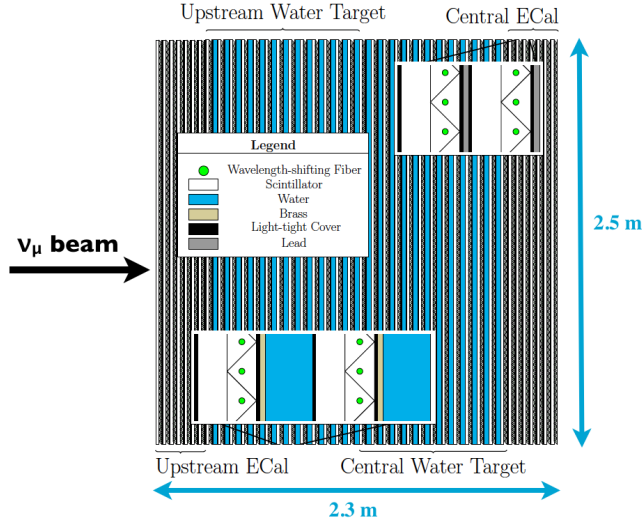 Upstream Water Target
Central ECal
Legend
Wavelength-shifting Fiber
Scintillator
Water
Brass
Light-tight Cover
Lead
νμ beam
2.5 m
Upstream ECal
Central Water Target
2.3 m